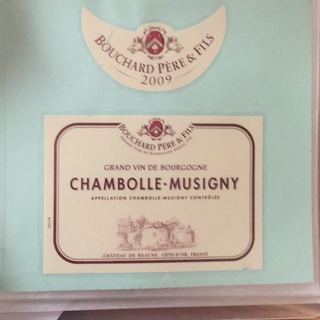 BOUCHARD PÈRE & FILS
2009
BOUCHARD PÈRE & FILS
GRAND VIN DE BOURGOGNE
CHAMBOLLE-MUSIGNY
APPELLATION CHAMBOLLE-MUSIGNY CONTRÔLÉE
CHÂTEAU DE BEAUNE, CÔTE-D'OR, FRANCE